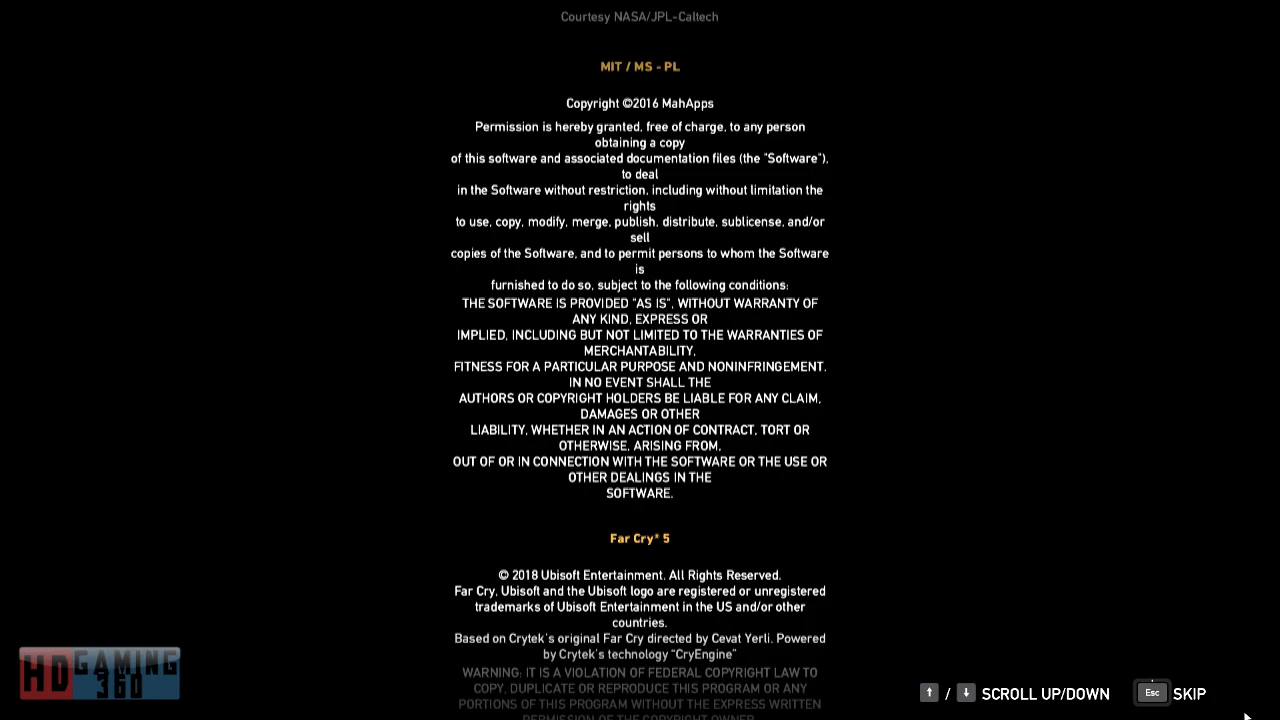 Courtesy NASA/JPL-Caltech
MIT / MS - PL
Copyright ©2016 MahApps
Permission is hereby granted, free of charge, to any person
obtaining a copy
of this software and associated documentation files (the "Software"),
to deal
in the Software without restriction, including without limitation the
rights
to use, copy, modify, merge, publish, distribute, sublicense, and/or
sell
copies of the Software, and to permit persons to whom the Software
is
furnished to do so, subject to the following conditions:
THE SOFTWARE IS PROVIDED "AS IS", WITHOUT WARRANTY OF
ANY KIND, EXPRESS OR
IMPLIED, INCLUDING BUT NOT LIMITED TO THE WARRANTIES OF
MERCHANTABILITY,
FITNESS FOR A PARTICULAR PURPOSE AND NONINFRINGEMENT.
IN NO EVENT SHALL THE
AUTHORS OR COPYRIGHT HOLDERS BE LIABLE FOR ANY CLAIM,
DAMAGES OR OTHER
LIABILITY, WHETHER IN AN ACTION OF CONTRACT, TORT OR
OTHERWISE, ARISING FROM,
OUT OF OR IN CONNECTION WITH THE SOFTWARE OR THE USE OR
OTHER DEALINGS IN THE
SOFTWARE.
Far Cry® 5
© 2018 Ubisoft Entertainment. All Rights Reserved.
Far Cry, Ubisoft and the Ubisoft logo are registered or unregistered
trademarks of Ubisoft Entertainment in the US and/or other
countries.
Based on Crytek's original Far Cry directed by Cevat Yerli. Powered
by Crytek's technology "CryEngine"
WARNING: IT IS A VIOLATION OF FEDERAL COPYRIGHT LAW TO
COPY, DUPLICATE OR REPRODUCE THIS PROGRAM OR ANY
PORTIONS OF THIS PROGRAM WITHOUT THE EXPRESS WRITTEN
PERMISSION OF THE COPYRIGHT OWNER
HD GAMING 360
↑ / ↓ SCROLL UP/DOWN Esc SKIP